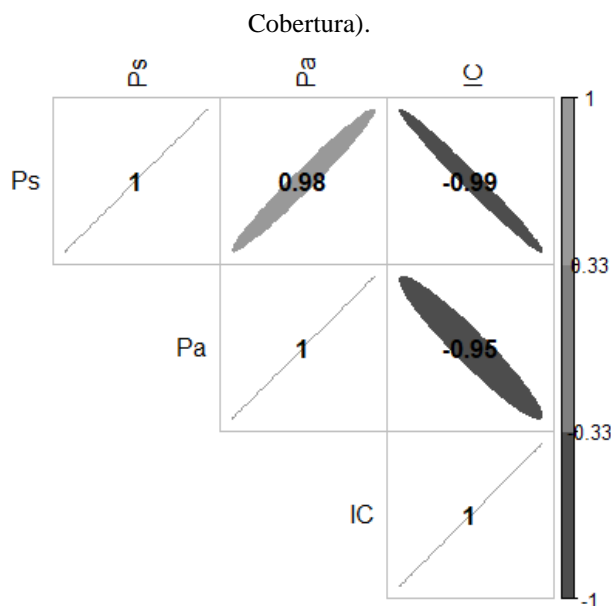 Cobertura).
Ps Pa IC
1
Ps 1 0.98 -0.99
0.33
Pa 1 -0.95
-0.33
IC 1
-1